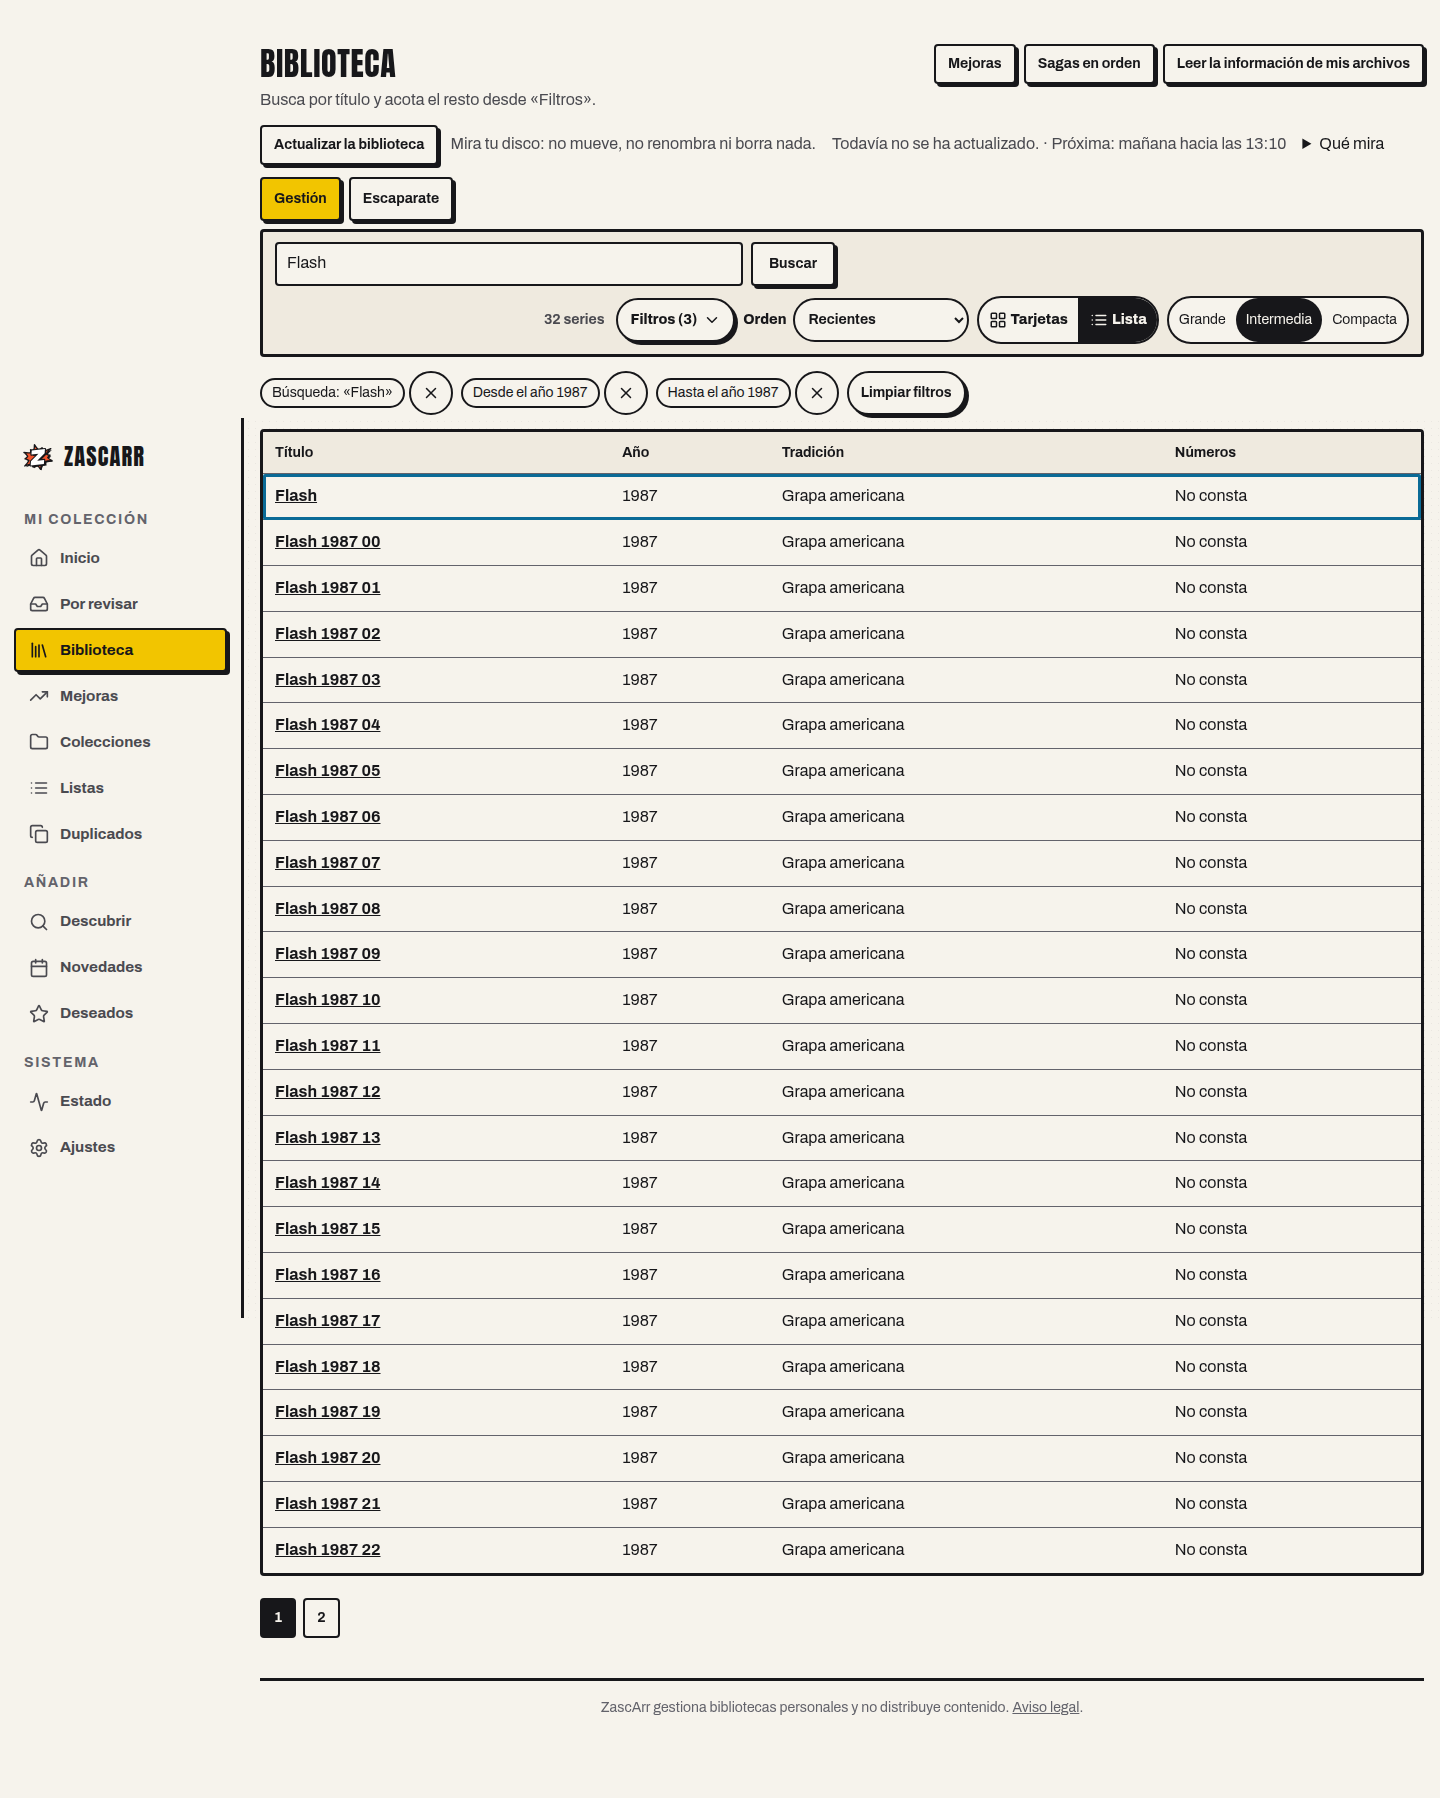 BIBLIOTECA
Busca por título y acota el resto desde «Filtros».
Mejoras
Sagas en orden
Leer la información de mis archivos
Actualizar la biblioteca
Mira tu disco: no mueve, no renombra ni borra nada.
Todavía no se ha actualizado. · Próxima: mañana hacia las 13:10
Qué mira
Gestión
Escaparate
Flash
Buscar
32 series
Filtros (3)
Orden
Recientes
Tarjetas
Lista
Grande
Intermedia
Compacta
Búsqueda: «Flash»
Desde el año 1987
Hasta el año 1987
Limpiar filtros
ZASCARR
MI COLECCIÓN
Inicio
Por revisar
Biblioteca
Mejoras
Colecciones
Listas
Duplicados
AÑADIR
Descubrir
Novedades
Deseados
SISTEMA
Estado
Ajustes
Título Año Tradición Números
Flash 1987 Grapa americana No consta
Flash 1987 00 1987 Grapa americana No consta
Flash 1987 01 1987 Grapa americana No consta
Flash 1987 02 1987 Grapa americana No consta
Flash 1987 03 1987 Grapa americana No consta
Flash 1987 04 1987 Grapa americana No consta
Flash 1987 05 1987 Grapa americana No consta
Flash 1987 06 1987 Grapa americana No consta
Flash 1987 07 1987 Grapa americana No consta
Flash 1987 08 1987 Grapa americana No consta
Flash 1987 09 1987 Grapa americana No consta
Flash 1987 10 1987 Grapa americana No consta
Flash 1987 11 1987 Grapa americana No consta
Flash 1987 12 1987 Grapa americana No consta
Flash 1987 13 1987 Grapa americana No consta
Flash 1987 14 1987 Grapa americana No consta
Flash 1987 15 1987 Grapa americana No consta
Flash 1987 16 1987 Grapa americana No consta
Flash 1987 17 1987 Grapa americana No consta
Flash 1987 18 1987 Grapa americana No consta
Flash 1987 19 1987 Grapa americana No consta
Flash 1987 20 1987 Grapa americana No consta
Flash 1987 21 1987 Grapa americana No consta
Flash 1987 22 1987 Grapa americana No consta
1
2
ZascArr gestiona bibliotecas personales y no distribuye contenido. Aviso legal.